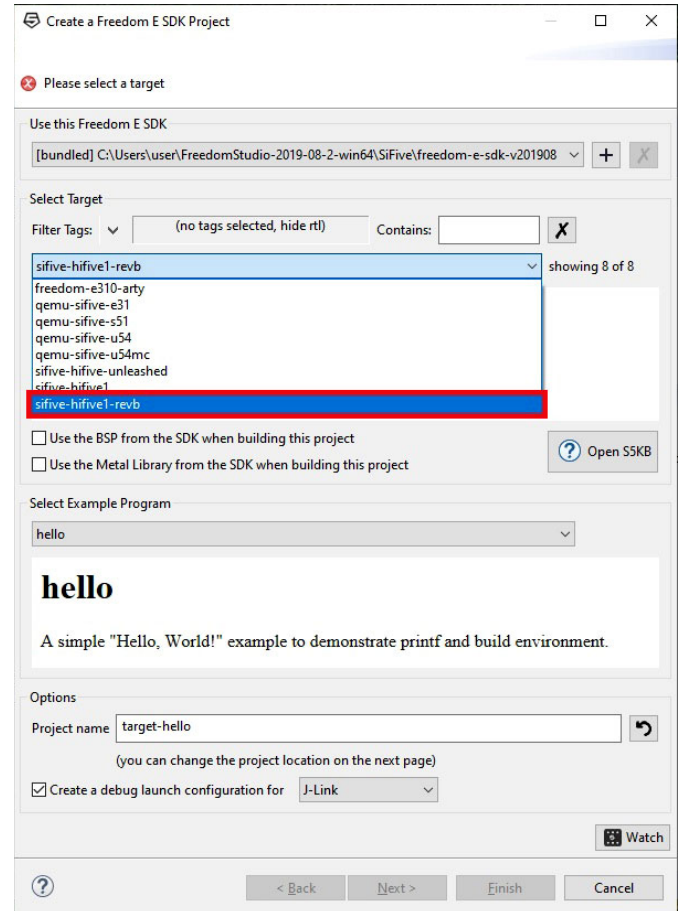 Create a Freedom E SDK Project
Please select a target
Use this Freedom E SDK
[bundled] C:\Users\user\FreedomStudio-2019-08-2-win64\SiFive\freedom-e-sdk-v201908
Select Target
Filter Tags:
(no tags selected, hide rtl)
Contains:
sifive-hifive1-revb
showing 8 of 8
freedom-e310-arty
qemu-sifive-e31
qemu-sifive-s51
qemu-sifive-u54
qemu-sifive-u54mc
sifive-hifive-unleashed
sifive-hifive1
sifive-hifive1-revb
Use the BSP from the SDK when building this project
Use the Metal Library from the SDK when building this project
Open S5KB
Select Example Program
hello
hello
A simple "Hello, World!" example to demonstrate printf and build environment.
Options
Project name
target-hello
(you can change the project location on the next page)
Create a debug launch configuration for
J-Link
Watch
< Back
Next >
Finish
Cancel